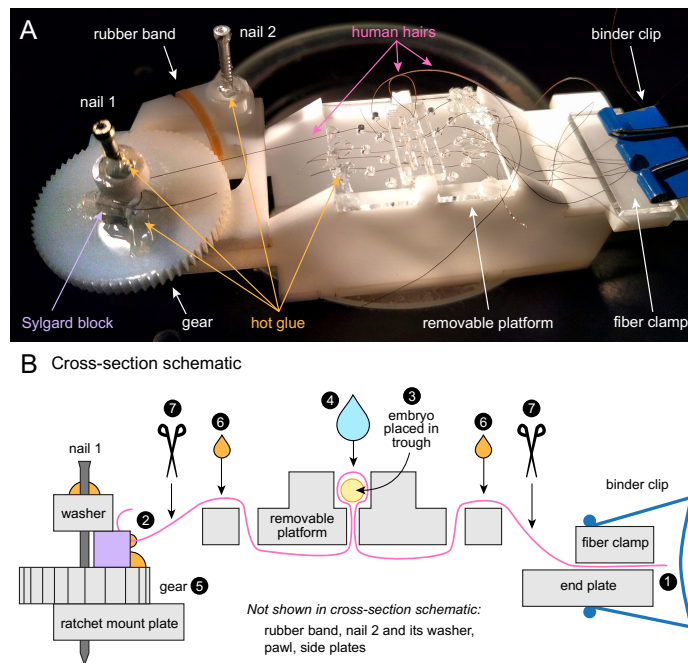 A
rubber band
nail 2
human hairs
binder clip
nail 1
Sylgard block
gear
hot glue
removable platform
fiber clamp
B Cross-section schematic
7
6
4
3
embryo
placed in
trough
6
7
nail 1
binder clip
washer
2
removable
platform
fiber clamp
gear 5
end plate
1
ratchet mount plate
Not shown in cross-section schematic:
rubber band, nail 2 and its washer,
pawl, side plates